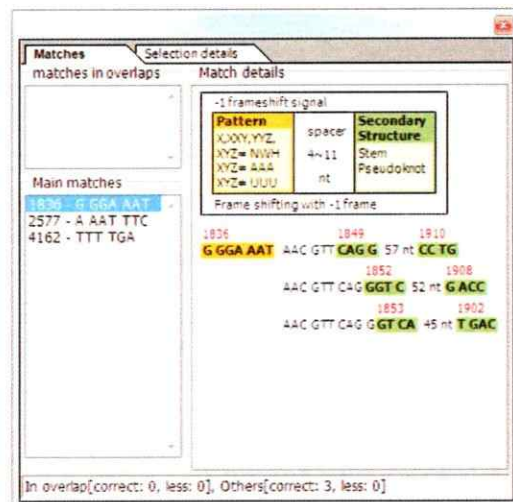 Matches
Selection details
matches in overlaps
Match details
-1 frameshift signal
Pattern
X,XXY,YYZ,
XYZ= NWH
XYZ= AAA
XYZ= UUU
spacer
4~11
nt
Secondary
Structure
Stem
Pseudoknot
Frame shifting with -1 frame
Main matches
1836 - G GGA AAT
2577 - A AAT TTC
4162 - TTT TGA
1836 1849 1910
G GGA AAT AAC GTT CAG G 57 nt CC TG
1852 1908
AAC GTT CAG GGT C 52 nt G ACC
1853 1902
AAC GTT CAG G GT CA 45 nt T GAC
In overlap[correct: 0, less: 0], Others[correct: 3, less: 0]